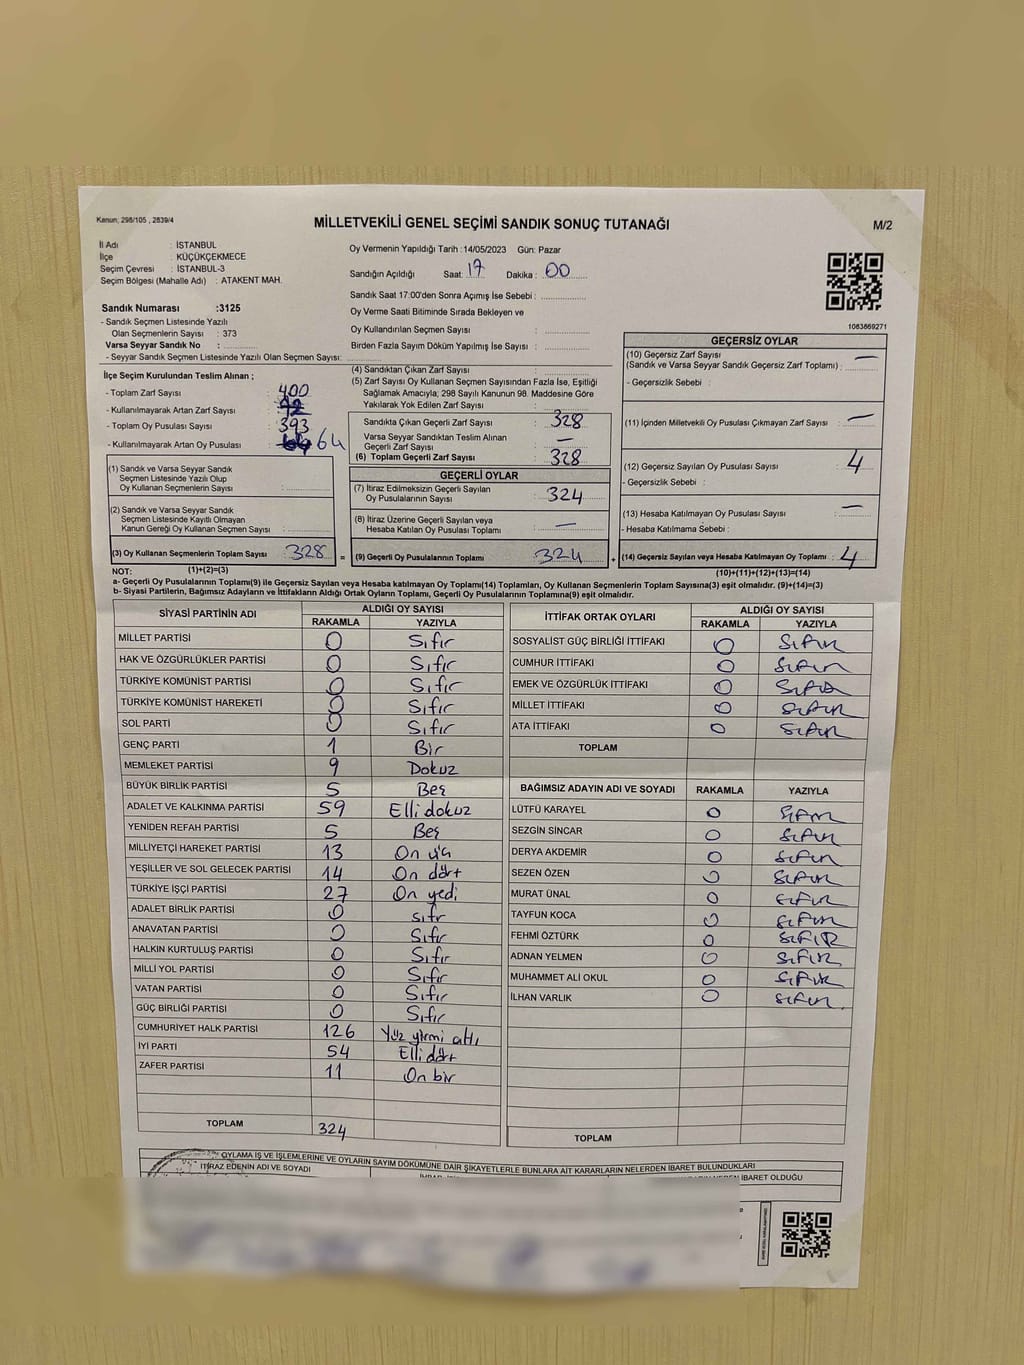 Kanun; 298/105 , 2839/4
MİLLETVEKİLİ GENEL SEÇİMİ SANDIK SONUÇ TUTANAĞI
M/2
İl Adı : İSTANBUL
İlçe : KÜÇÜKÇEKMECE
Seçim Çevresi : İSTANBUL-3
Seçim Bölgesi (Mahalle Adı) : ATAKENT MAH.
Oy Vermenin Yapıldığı Tarih :14/05/2023 Gün: Pazar
Sandığın Açıldığı Saat: 17 Dakika : 00
Sandık Saat 17:00'den Sonra Açımış İse Sebebi :
Oy Verme Saati Bitiminde Sırada Bekleyen ve
Oy Kullandırılan Seçmen Sayısı :
Birden Fazla Sayım Döküm Yapılmış İse Sayısı :
1083869271
Sandık Numarası :3125
- Sandık Seçmen Listesinde Yazılı
Olan Seçmenlerin Sayısı : 373
Varsa Seyyar Sandık No :
- Seyyar Sandık Seçmen Listesinde Yazılı Olan Seçmen Sayısı:
İlçe Seçim Kurulundan Teslim Alınan ;
- Toplam Zarf Sayısı : 400
- Kullanılmayarak Artan Zarf Sayısı :
- Toplam Oy Pusulası Sayısı : 393
- Kullanılmayarak Artan Oy Pusulası : 64
(4) Sandıktan Çıkan Zarf Sayısı :
(5) Zarf Sayısı Oy Kullanan Seçmen Sayısından Fazla İse, Eşitliği
Sağlamak Amacıyla; 298 Sayılı Kanunun 98. Maddesine Göre
Yakılarak Yok Edilen Zarf Sayısı :
Sandıkta Çıkan Geçerli Zarf Sayısı : 328
Varsa Seyyar Sandıktan Teslim Alınan
Geçerli Zarf Sayısı : —
(6) Toplam Geçerli Zarf Sayısı : 328
GEÇERLİ OYLAR
(7) İtiraz Edilmeksizin Geçerli Sayılan
Oy Pusulalarının Sayısı : 324
(8) İtiraz Üzerine Geçerli Sayılan veya
Hesaba Katılan Oy Pusulası Toplamı : —
(9) Geçerli Oy Pusulalarının Toplamı : 324
(1) Sandık ve Varsa Seyyar Sandık
Seçmen Listesinde Yazılı Olup
Oy Kullanan Seçmenlerin Sayısı :
(2) Sandık ve Varsa Seyyar Sandık
Seçmen Listesinde Kayıtlı Olmayan
Kanun Gereği Oy Kullanan Seçmen Sayısı :
(3) Oy Kullanan Seçmenlerin Toplam Sayısı : 328 =
GEÇERSİZ OYLAR
(10) Geçersiz Zarf Sayısı —
(Sandık ve Varsa Seyyar Sandık Geçersiz Zarf Toplamı) :
- Geçersizlik Sebebi :
(11) İçinden Milletvekili Oy Pusulası Çıkmayan Zarf Sayısı : —
(12) Geçersiz Sayılan Oy Pusulası Sayısı : 4
- Geçersizlik Sebebi :
(13) Hesaba Katılmayan Oy Pusulası Sayısı : —
- Hesaba Katılmama Sebebi :
+ (14) Geçersiz Sayılan veya Hesaba Katılmayan Oy Toplamı : 4
NOT: (1)+(2)=(3)
(10)+(11)+(12)+(13)=(14)
a- Geçerli Oy Pusulalarının Toplamı(9) ile Geçersiz Sayılan veya Hesaba katılmayan Oy Toplamı(14) Toplamları, Oy Kullanan Seçmenlerin Toplam Sayısına(3) eşit olmalıdır. (9)+(14)=(3)
b- Siyasi Partilerin, Bağımsız Adayların ve İttifakların Aldığı Ortak Oyların Toplamı, Geçerli Oy Pusulalarının Toplamına(9) eşit olmalıdır.
SİYASİ PARTİNİN ADI ALDIĞI OY SAYISI
RAKAMLA YAZIYLA
MİLLET PARTİSİ 0 Sıfır
HAK VE ÖZGÜRLÜKLER PARTİSİ 0 Sıfır
TÜRKİYE KOMÜNİST PARTİSİ 0 Sıfır
TÜRKİYE KOMÜNİST HAREKETİ 0 Sıfır
SOL PARTİ 0 Sıfır
GENÇ PARTİ 1 Bir
MEMLEKET PARTİSİ 9 Dokuz
BÜYÜK BİRLİK PARTİSİ 5 Beş
ADALET VE KALKINMA PARTİSİ 59 Elli dokuz
YENİDEN REFAH PARTİSİ 5 Beş
MİLLİYETÇİ HAREKET PARTİSİ 13 On üç
YEŞİLLER VE SOL GELECEK PARTİSİ 14 On dört
TÜRKİYE İŞÇİ PARTİSİ 27 On yedi
ADALET BİRLİK PARTİSİ 0 Sıfr
ANAVATAN PARTİSİ 0 Sıfır
HALKIN KURTULUŞ PARTİSİ 0 Sıfır
MİLLİ YOL PARTİSİ 0 Sıfır
VATAN PARTİSİ 0 Sıfır
GÜÇ BİRLİĞİ PARTİSİ 0 Sıfır
CUMHURİYET HALK PARTİSİ 126 Yüz yirmi altı
İYİ PARTİ 54 Elli dört
ZAFER PARTİSİ 11 On bir
TOPLAM 324
İTTİFAK ORTAK OYLARI ALDIĞI OY SAYISI
RAKAMLA YAZIYLA
SOSYALİST GÜÇ BİRLİĞİ İTTİFAKI 0 SIFIR
CUMHUR İTTİFAKI 0 SIFIR
EMEK VE ÖZGÜRLÜK İTTİFAKI 0 SIFIR
MİLLET İTTİFAKI 0 SIFIR
ATA İTTİFAKI 0 SIFIR
TOPLAM
BAĞIMSIZ ADAYIN ADI VE SOYADI RAKAMLA YAZIYLA
LÜTFÜ KARAYEL 0 SIFIR
SEZGİN SİNCAR 0 SIFIR
DERYA AKDEMİR 0 SIFIR
SEZEN ÖZEN 0 SIFIR
MURAT ÜNAL 0 SIFIR
TAYFUN KOCA 0 SIFIR
FEHMİ ÖZTÜRK 0 SIFIR
ADNAN YELMEN 0 SIFIR
MUHAMMET ALİ OKUL 0 SIFIR
İLHAN VARLIK 0 SIFIR
TOPLAM
OYLAMA İŞ VE İŞLEMLERİNE VE OYLARIN SAYIM DÖKÜMÜNE DAİR ŞİKAYETLERLE BUNLARA AİT KARARLARIN NELERDEN İBARET BULUNDUKLARI
İTİRAZ EDENİN ADI VE SOYADI
İBARET OLDUĞU